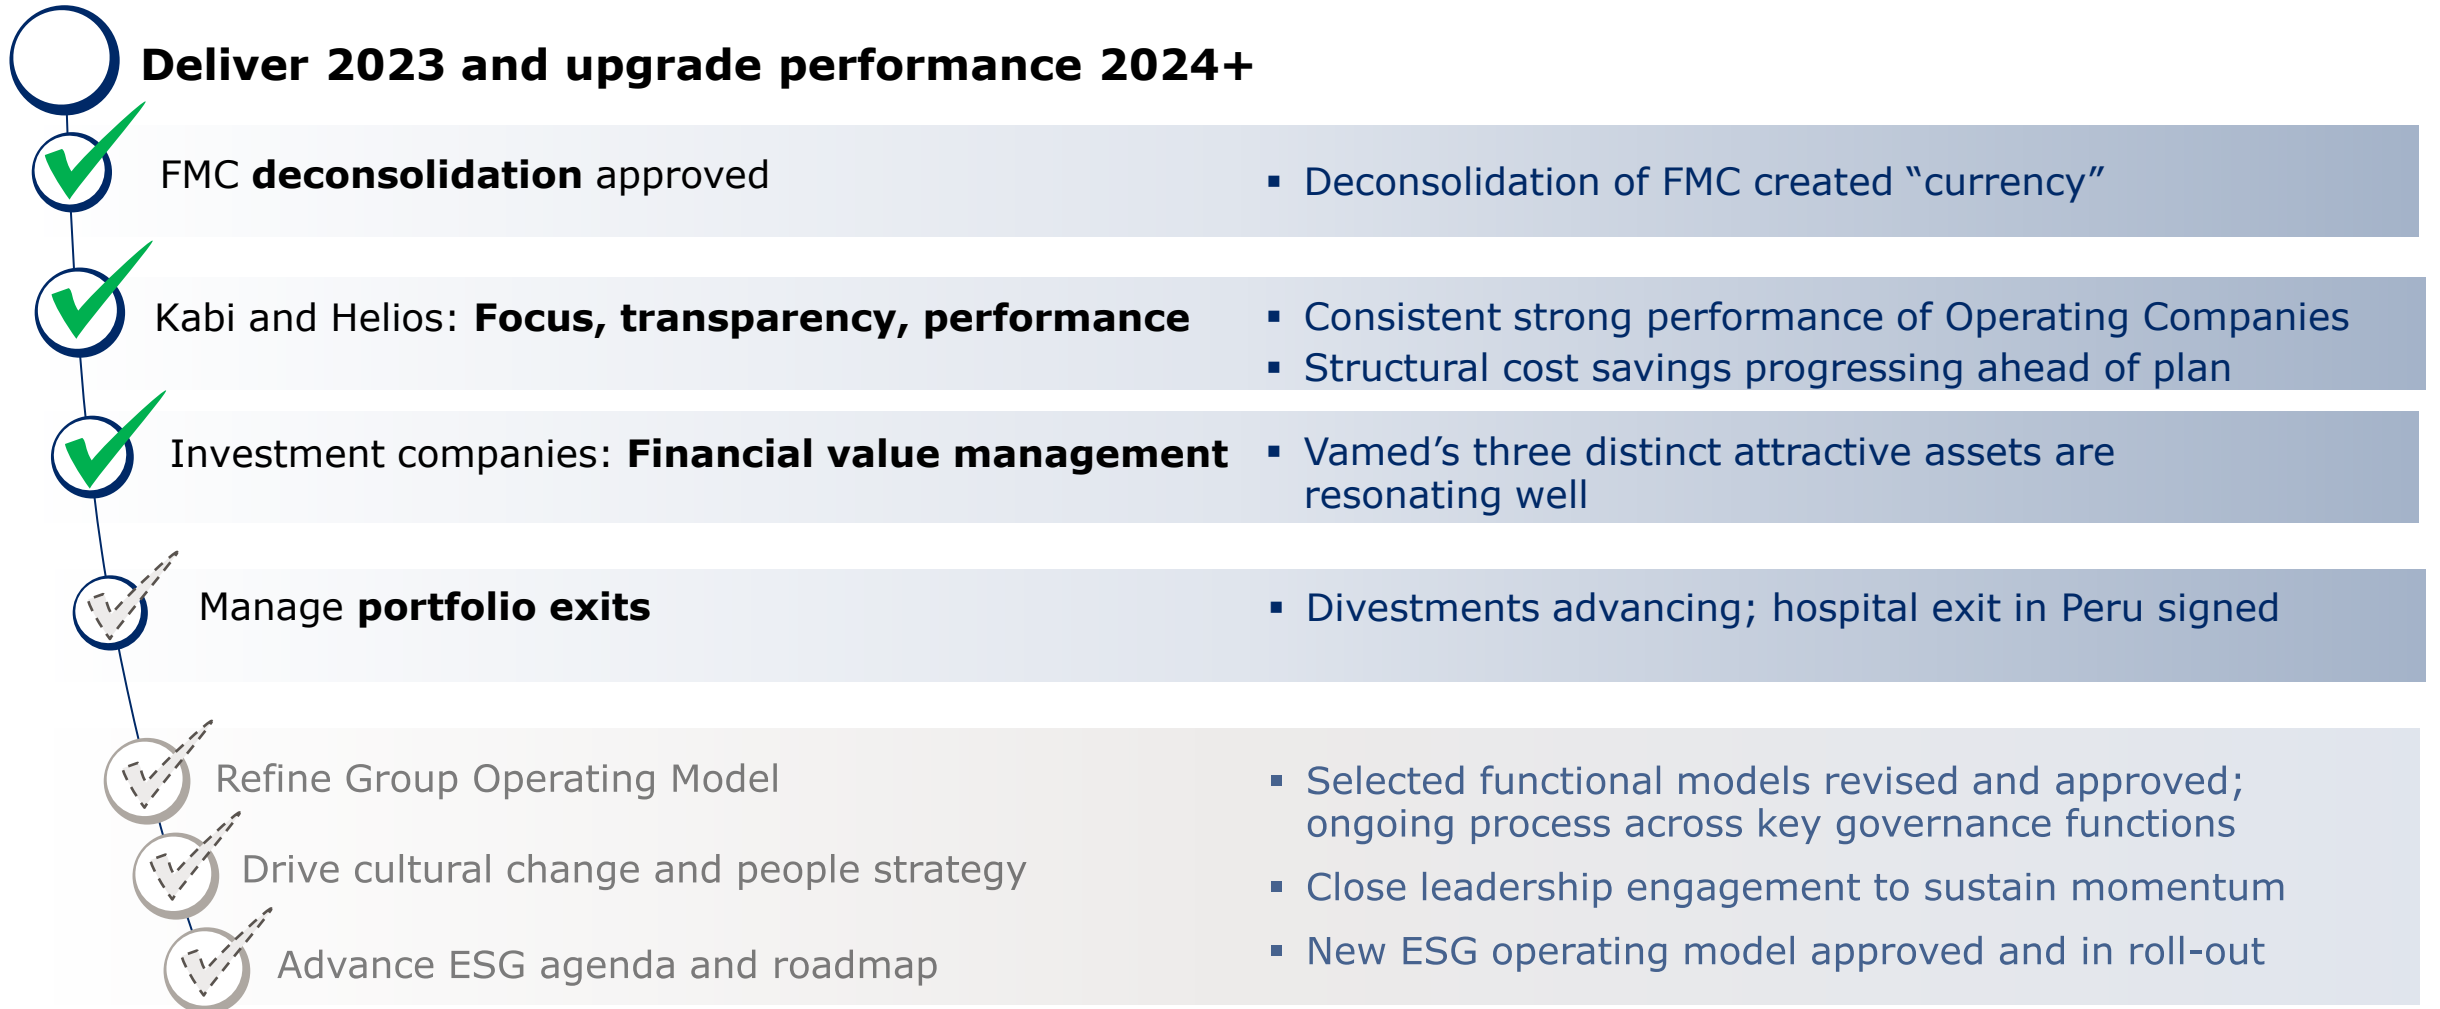 Deliver 2023 and upgrade performance 2024+
FMC deconsolidation approved
▪ Deconsolidation of FMC created “currency”
Kabi and Helios: Focus, transparency, performance
▪ Consistent strong performance of Operating Companies
▪ Structural cost savings progressing ahead of plan
Investment companies: Financial value management
▪ Vamed’s three distinct attractive assets are
resonating well
Manage portfolio exits
▪ Divestments advancing; hospital exit in Peru signed
Refine Group Operating Model
▪ Selected functional models revised and approved;
ongoing process across key governance functions
Drive cultural change and people strategy
▪ Close leadership engagement to sustain momentum
Advance ESG agenda and roadmap
▪ New ESG operating model approved and in roll-out